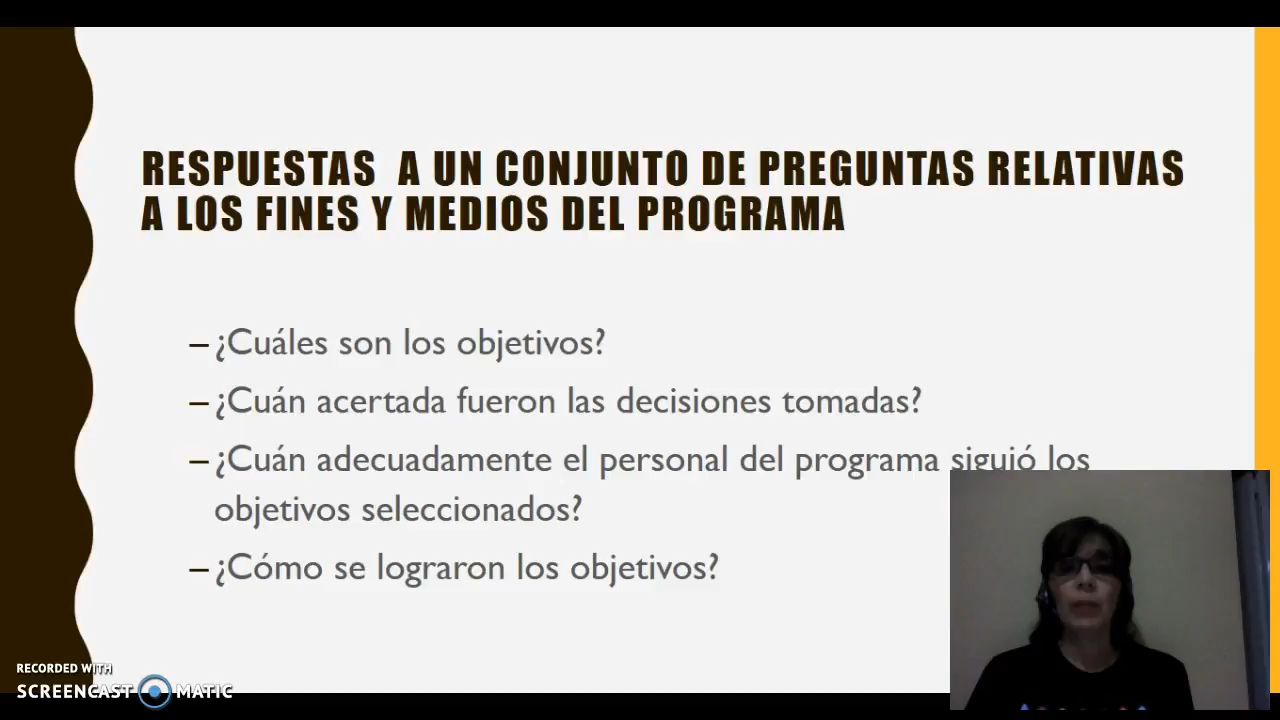 RESPUESTAS A UN CONJUNTO DE PREGUNTAS RELATIVAS
A LOS FINES Y MEDIOS DEL PROGRAMA
–¿Cuáles son los objetivos?
–¿Cuán acertada fueron las decisiones tomadas?
–¿Cuán adecuadamente el personal del programa siguió los
objetivos seleccionados?
–¿Cómo se lograron los objetivos?
RECORDED WITH
SCREENCAST MATIC